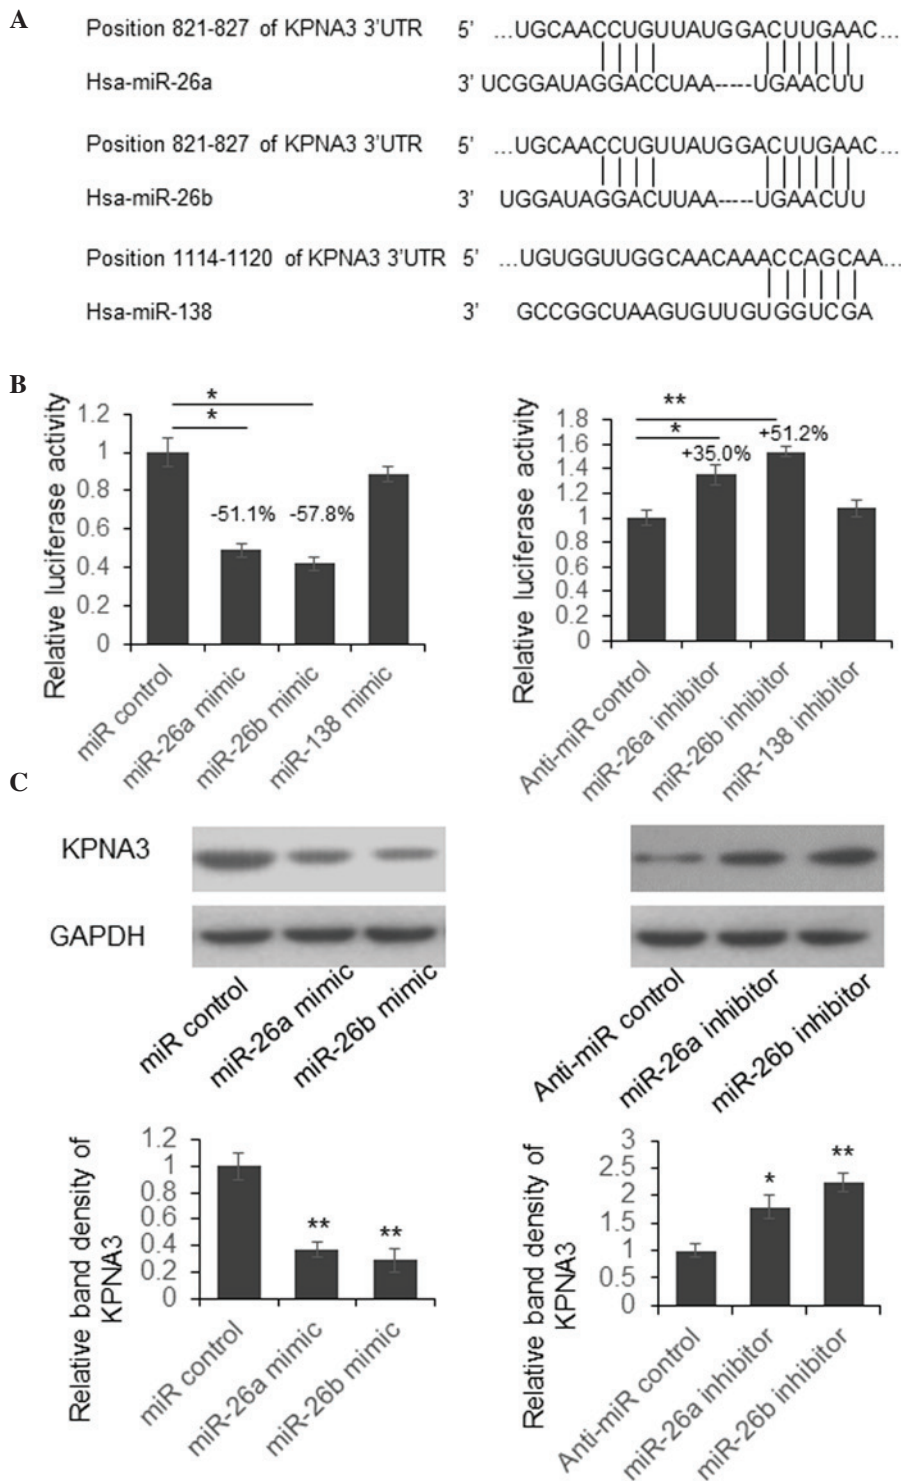 A
Position 821-827 of KPNA3 3'UTR 5' ...UGCAACCUGUUAUGGACUUGAAC...
Hsa-miR-26a 3' UCGGAUAGGACCUAA-----UGAACUU
Position 821-827 of KPNA3 3'UTR 5' ...UGCAACCUGUUAUGGACUUGAAC...
Hsa-miR-26b 3' UGGAUAGGACUUAA-----UGAACUU
Position 1114-1120 of KPNA3 3'UTR 5' ...UGUGGUUGGCAACAAACCAGCAA...
Hsa-miR-138 3' GCCGGCUAAGUGUUGUGGUCGA
B
Relative luciferase activity
1.2
1
0.8
0.6
0.4
0.2
0
*
*
-51.1% -57.8%
miR control
miR-26a mimic
miR-26b mimic
miR-138 mimic
Relative luciferase activity
1.8
1.6
1.4
1.2
1
0.8
0.6
0.4
0.2
0
**
*
+35.0%
+51.2%
Anti-miR control
miR-26a inhibitor
miR-26b inhibitor
miR-138 inhibitor
C
KPNA3
GAPDH
miR control
miR-26a mimic
miR-26b mimic
Anti-miR control
miR-26a inhibitor
miR-26b inhibitor
Relative band density of
KPNA3
1.2
1
0.8
0.6
0.4
0.2
0
**
**
miR control
miR-26a mimic
miR-26b mimic
Relative band density of
KPNA3
3
2.5
2
1.5
1
0.5
0
*
**
Anti-miR control
miR-26a inhibitor
miR-26b inhibitor